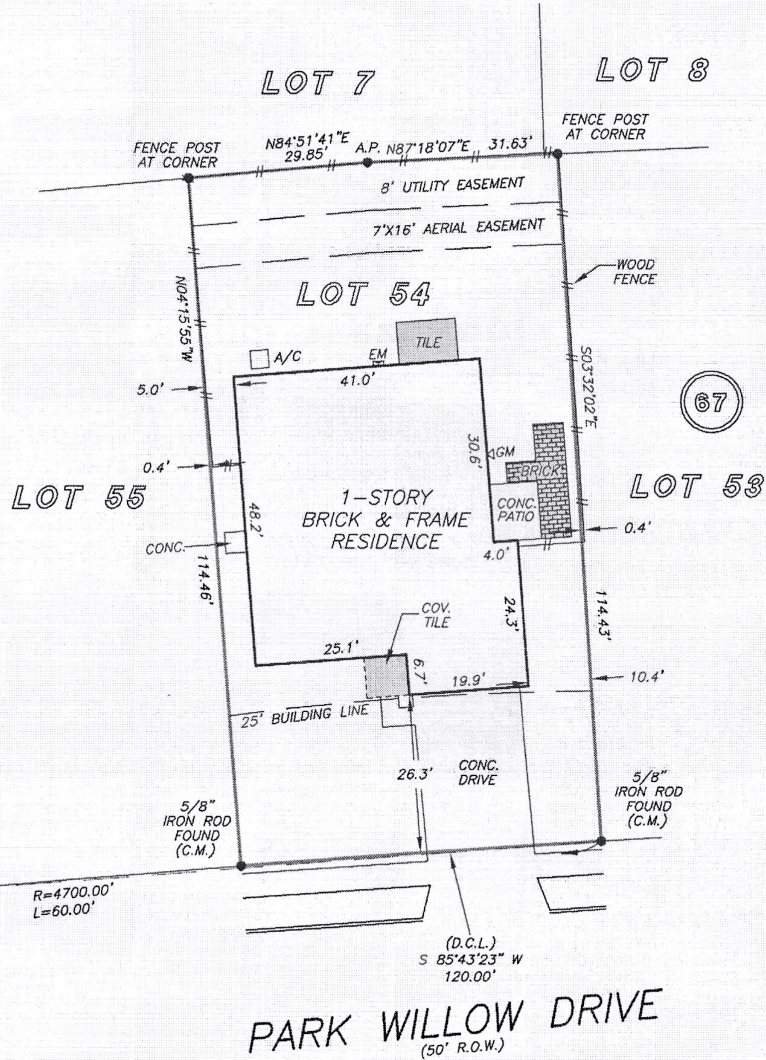 LOT 7
LOT 8
FENCE POST
AT CORNER
N84°51'41"E
29.85'
A.P.
N87°18'07"E
31.63'
FENCE POST
AT CORNER
8' UTILITY EASEMENT
7'X16' AERIAL EASEMENT
WOOD
FENCE
N04°15'55"W
LOT 54
TILE
A/C
EM
41.0'
5.0'
S03°32'02"E
67
0.4'
30.6'
GM
BRICK
LOT 55
LOT 53
1-STORY
BRICK & FRAME
RESIDENCE
CONC.
PATIO
48.2'
0.4'
CONC.
4.0'
114.46'
24.3'
114.43'
COV.
TILE
25.1'
6.7'
19.9'
10.4'
25' BUILDING LINE
26.3'
CONC.
DRIVE
5/8"
IRON ROD
FOUND
(C.M.)
5/8"
IRON ROD
FOUND
(C.M.)
R=4700.00'
L=60.00'
(D.C.L.)
S 85°43'23" W
120.00'
PARK WILLOW DRIVE
(50' R.O.W.)